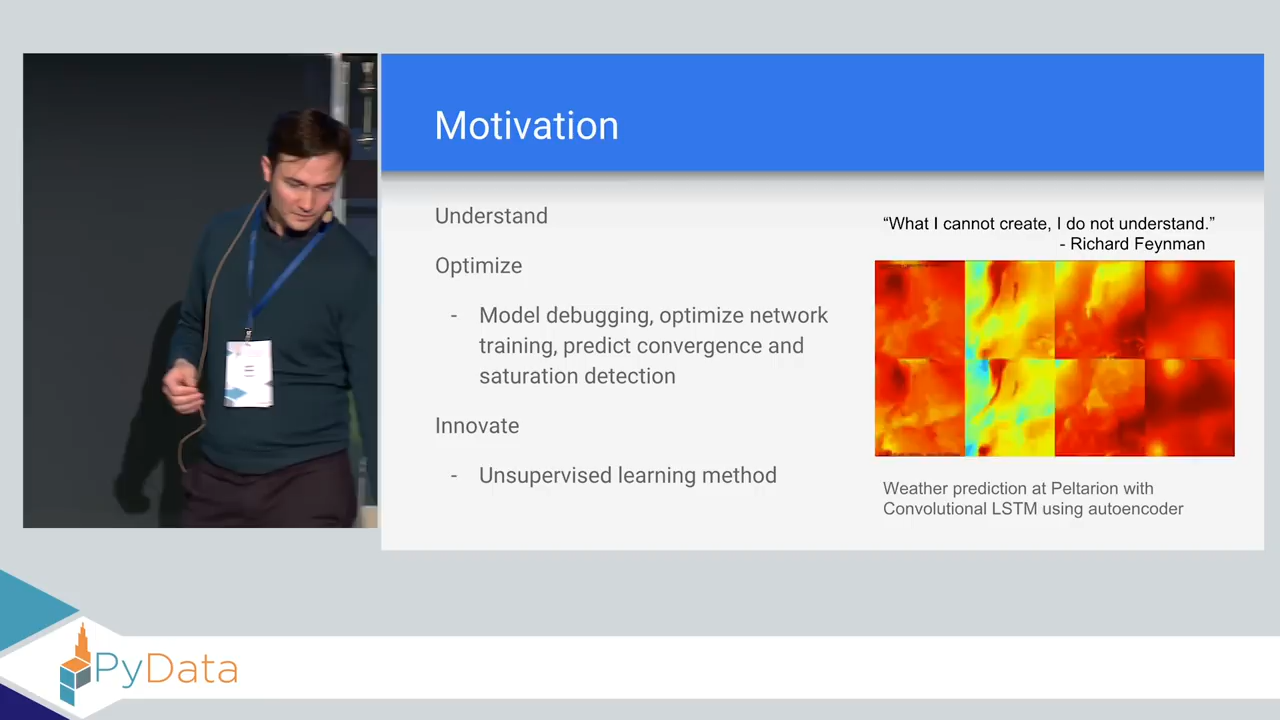 Motivation
Understand
Optimize
- Model debugging, optimize network
training, predict convergence and
saturation detection
Innovate
- Unsupervised learning method
“What I cannot create, I do not understand.”
- Richard Feynman
Weather prediction at Peltarion with
Convolutional LSTM using autoencoder
PyData